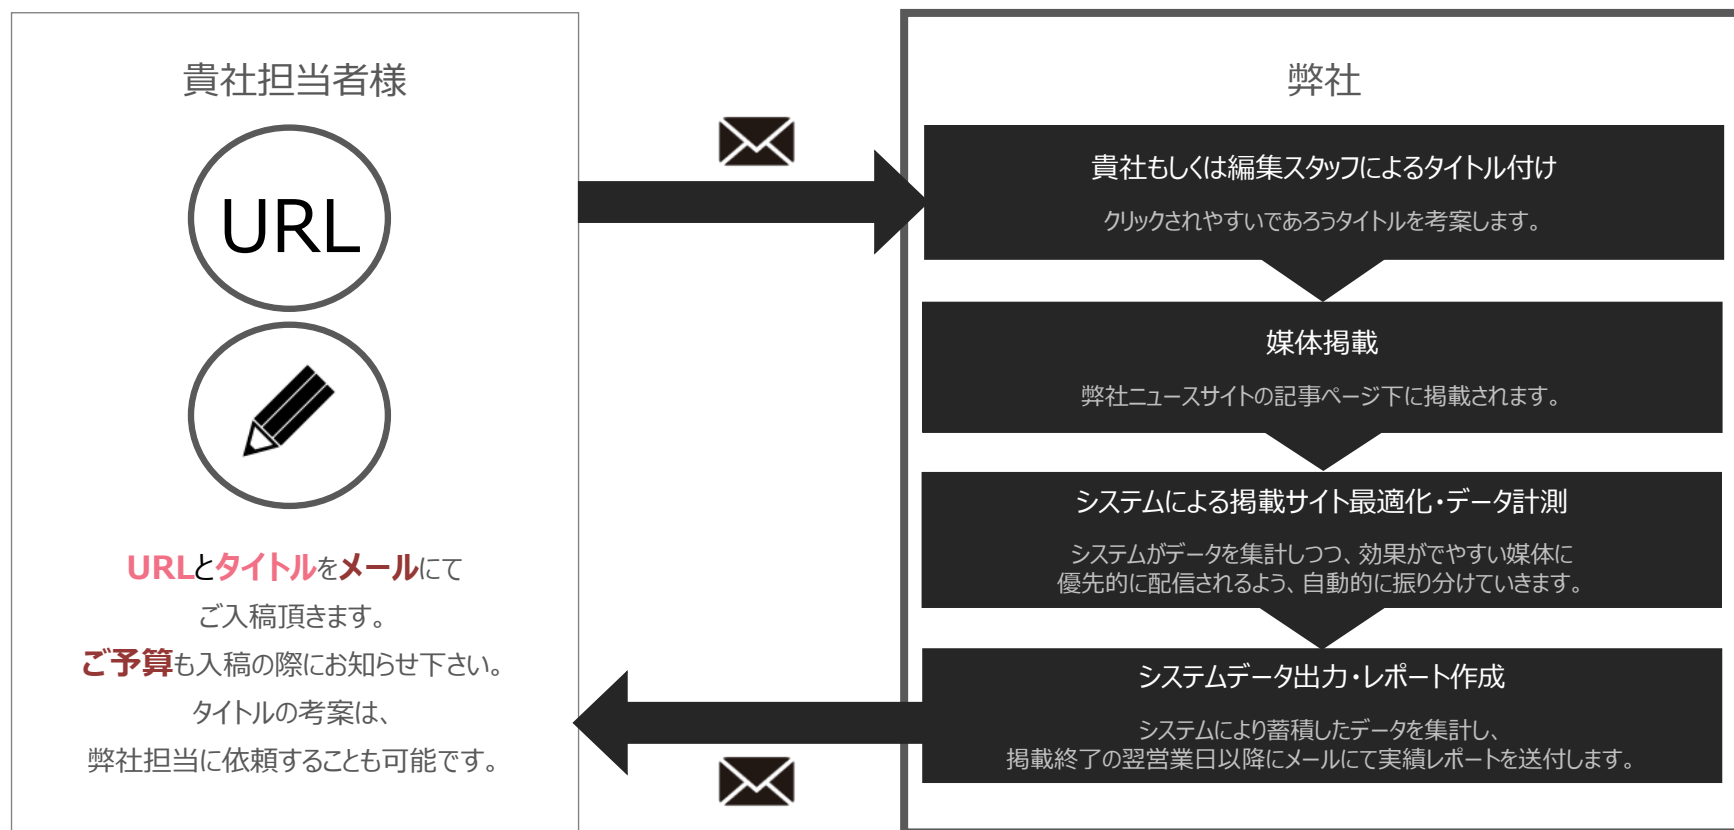 貴社担当者様
URL
URLとタイトルをメールにて
ご入稿頂きます。
ご予算も入稿の際にお知らせ下さい。
タイトルの考案は、
弊社担当に依頼することも可能です。
弊社
貴社もしくは編集スタッフによるタイトル付け
クリックされやすいであろうタイトルを考案します。
媒体掲載
弊社ニュースサイトの記事ページ下に掲載されます。
システムによる掲載サイト最適化・データ計測
システムがデータを集計しつつ、効果がでやすい媒体に
優先的に配信されるよう、自動的に振り分けていきます。
システムデータ出力・レポート作成
システムにより蓄積したデータを集計し、
掲載終了の翌営業日以降にメールにて実績レポートを送付します。